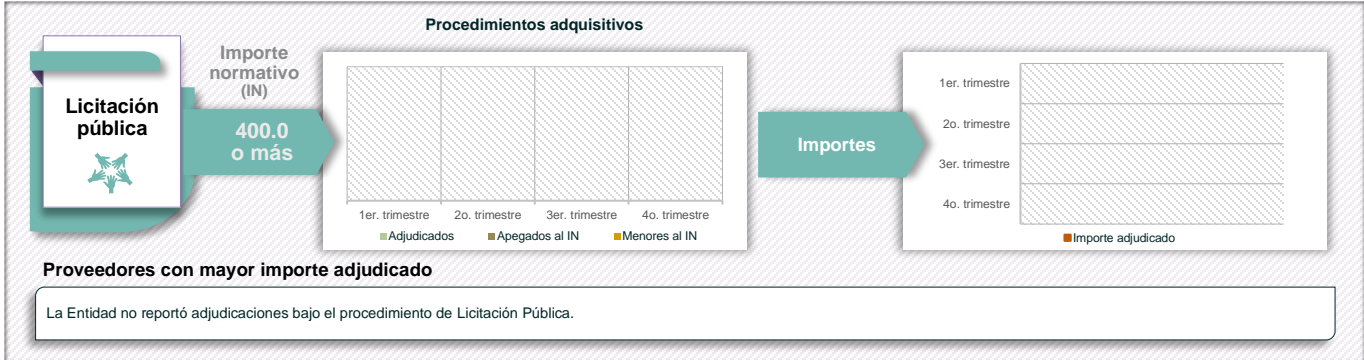 Procedimientos adquisitivos
Licitación
pública
Importe
normativo
(IN)
400.0
o más
1er. trimestre 2o. trimestre 3er. trimestre 4o. trimestre
Adjudicados Apegados al IN Menores al IN
Importes
1er. trimestre
2o. trimestre
3er. trimestre
4o. trimestre
Importe adjudicado
Proveedores con mayor importe adjudicado
La Entidad no reportó adjudicaciones bajo el procedimiento de Licitación Pública.